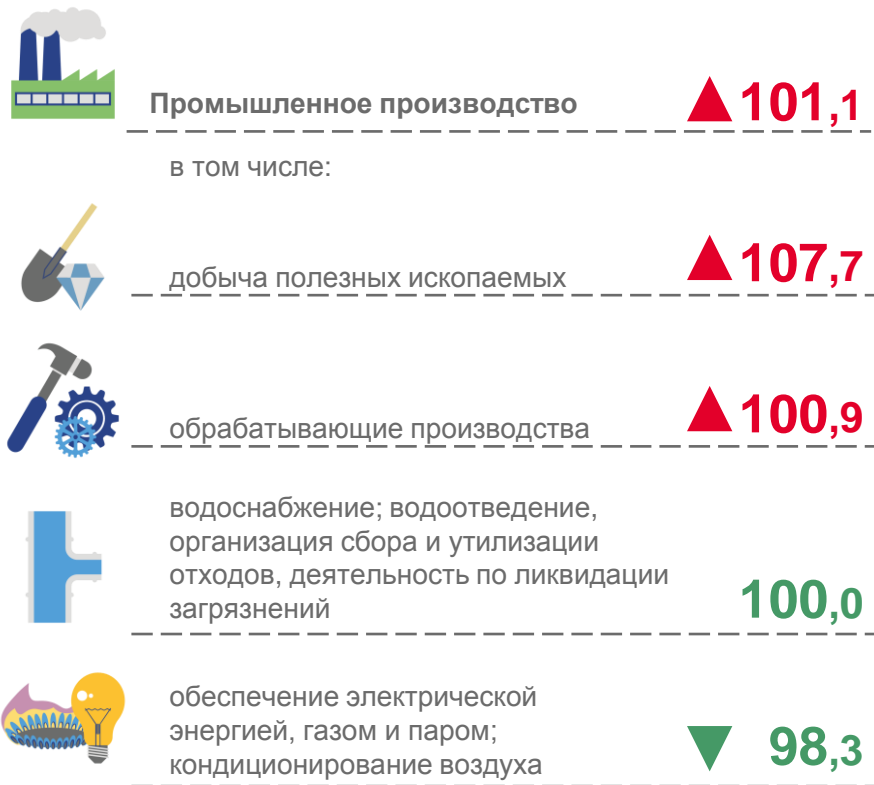 Промышленное производство ▲101,1
в том числе:
добыча полезных ископаемых ▲107,7
обрабатывающие производства ▲100,9
водоснабжение; водоотведение,
организация сбора и утилизации
отходов, деятельность по ликвидации
загрязнений 100,0
обеспечение электрической
энергией, газом и паром;
кондиционирование воздуха ▼ 98,3